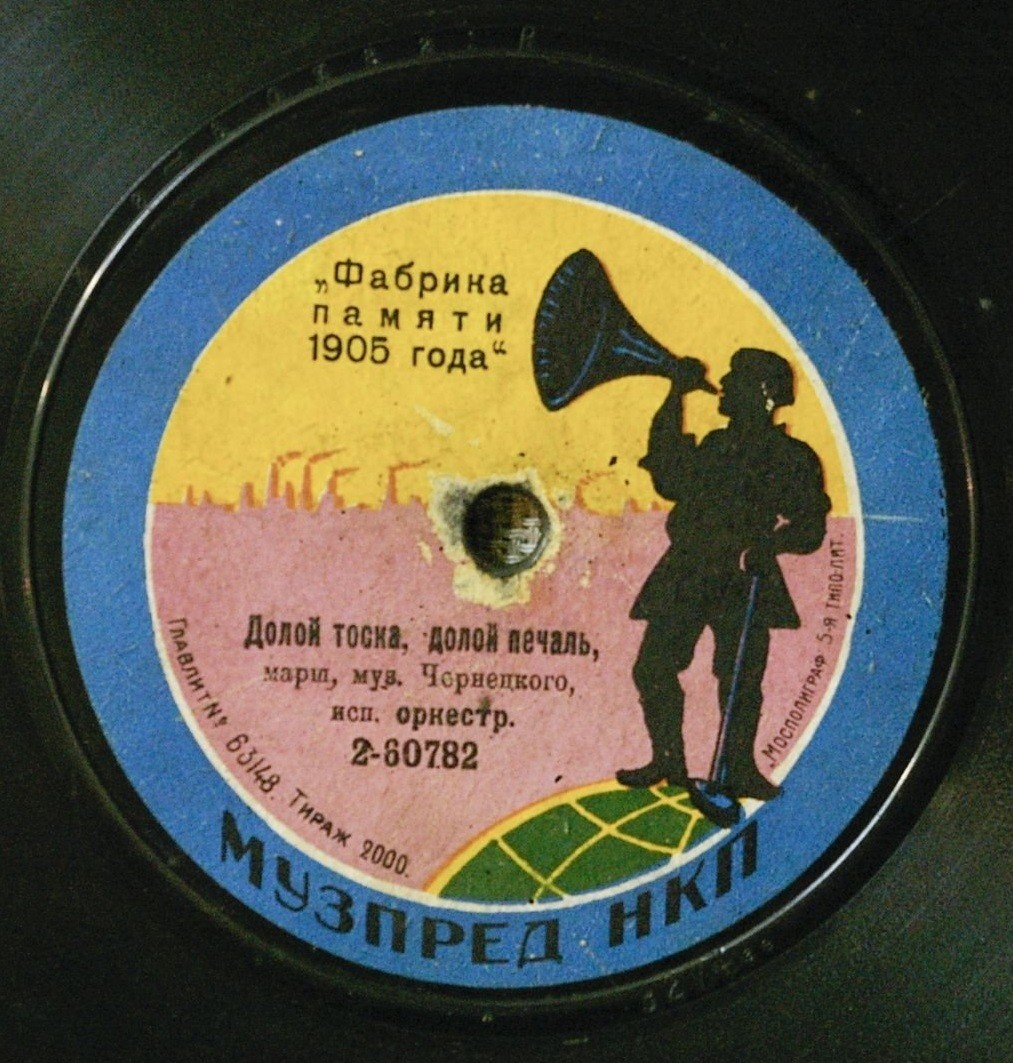 „Фабрика
памяти
1905 года“
Долой тоска, долой печаль,
марш, муз. Чернецкого,
исп. оркестр.
2-60782
Главлит № 63148. Тираж 2000.
„Мосполиграф 5-я типо-лит.
МУЗПРЕД НКП